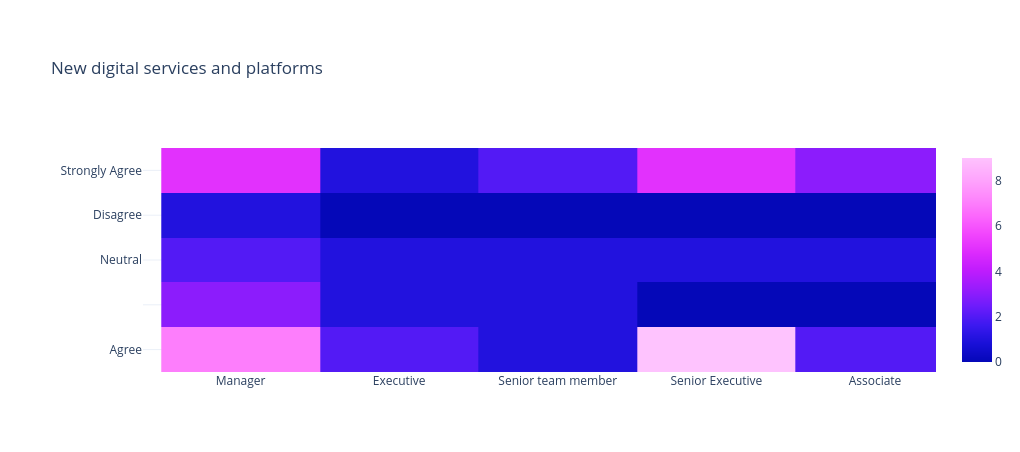 New digital services and platforms
Strongly Agree
Disagree
Neutral
Agree
Manager Executive Senior team member Senior Executive Associate
8
6
4
2
0